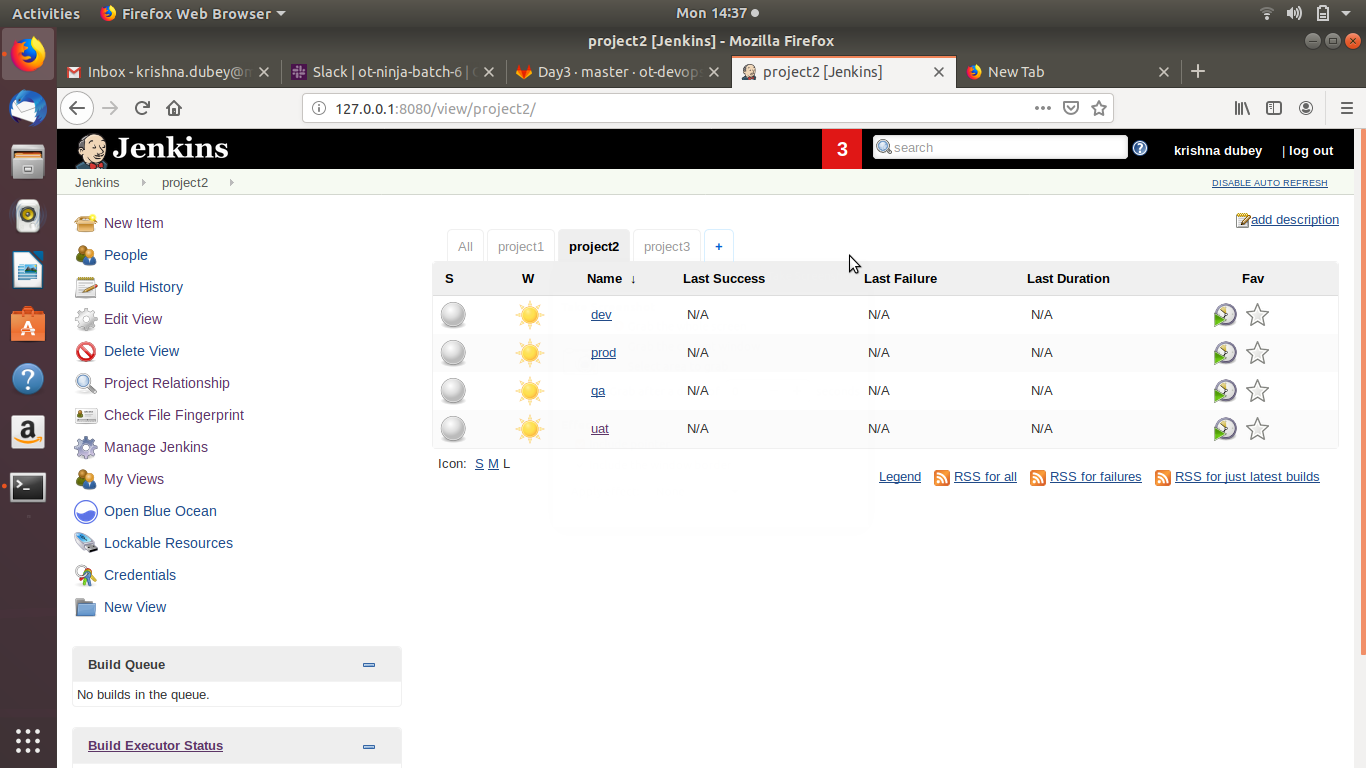 Activities Firefox Web Browser Mon 14:37
project2 [Jenkins] - Mozilla Firefox
Inbox - krishna.dubey@n Slack | ot-ninja-batch-6 | Day3 · master · ot-devop project2 [Jenkins] New Tab
127.0.0.1:8080/view/project2/
Jenkins 3 search krishna dubey | log out
Jenkins project2 DISABLE AUTO REFRESH
add description
New Item
People
Build History
Edit View
Delete View
Project Relationship
Check File Fingerprint
Manage Jenkins
My Views
Open Blue Ocean
Lockable Resources
Credentials
New View
Build Queue
No builds in the queue.
Build Executor Status
All project1 project2 project3 +
S W Name ↓ Last Success Last Failure Last Duration Fav
dev N/A N/A N/A
prod N/A N/A N/A
qa N/A N/A N/A
uat N/A N/A N/A
Icon: S M L
Legend RSS for all RSS for failures RSS for just latest builds